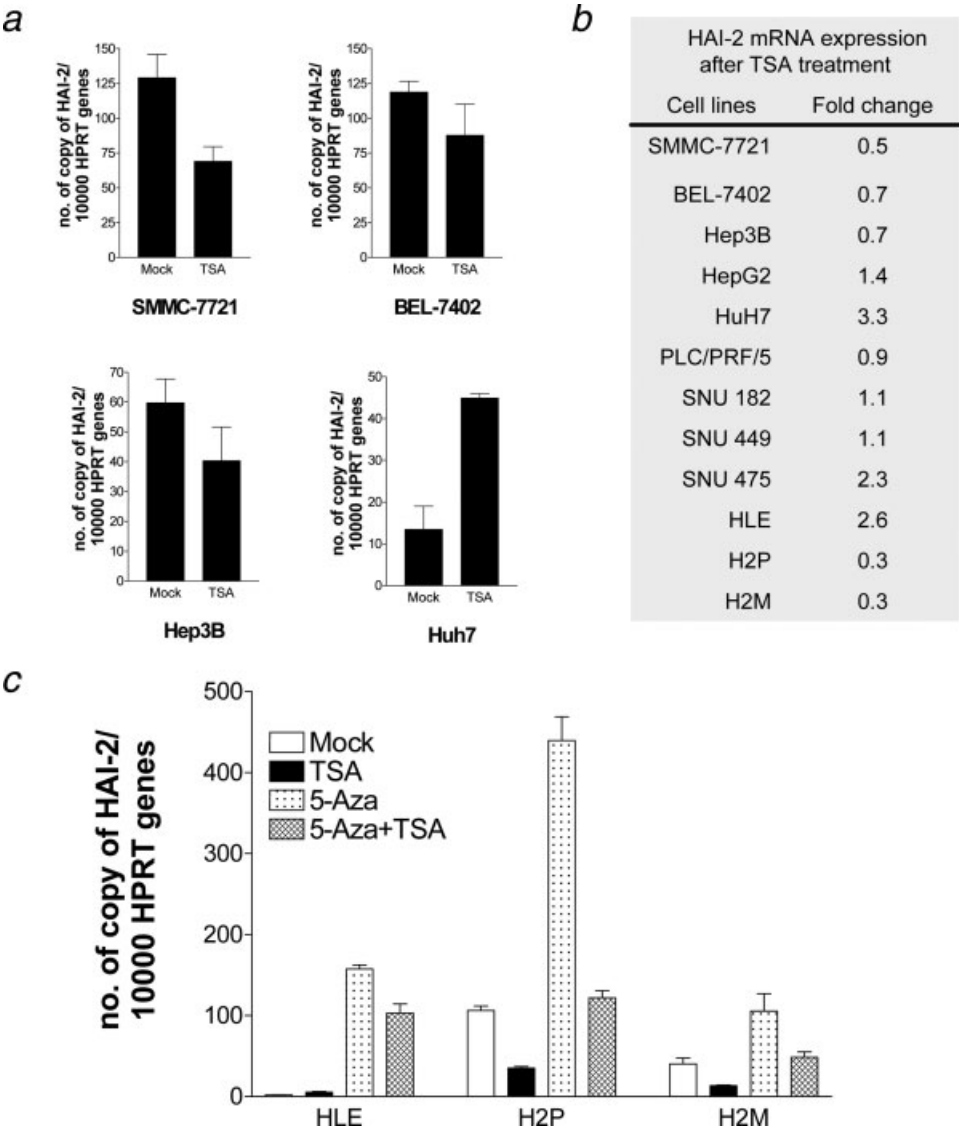 a
no. of copy of HAI-2/
10000 HPRT genes
150
125
100
75
50
25
0
Mock TSA
SMMC-7721
no. of copy of HAI-2/
10000 HPRT genes
150
125
100
75
50
25
0
Mock TSA
BEL-7402
no. of copy of HAI-2/
10000 HPRT genes
70
60
50
40
30
20
10
0
Mock TSA
Hep3B
no. of copy of HAI-2/
10000 HPRT genes
50
40
30
20
10
0
Mock TSA
Huh7
b
HAI-2 mRNA expression
after TSA treatment
Cell lines Fold change
SMMC-7721 0.5
BEL-7402 0.7
Hep3B 0.7
HepG2 1.4
HuH7 3.3
PLC/PRF/5 0.9
SNU 182 1.1
SNU 449 1.1
SNU 475 2.3
HLE 2.6
H2P 0.3
H2M 0.3
c
no. of copy of HAI-2/
10000 HPRT genes
500
400
300
200
100
0
Mock
TSA
5-Aza
5-Aza+TSA
HLE H2P H2M